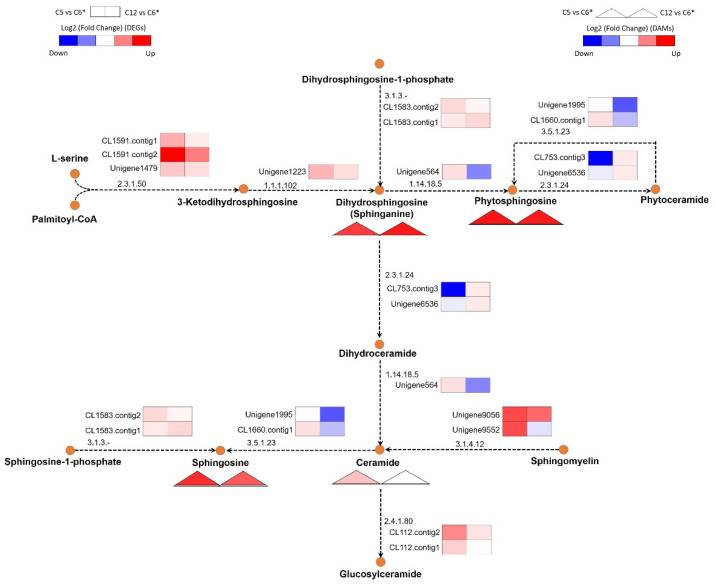 C5 vs C6* C12 vs C6*
Log2 (Fold Change) (DEGs)
Down Up
C5 vs C6* C12 vs C6*
Log2 (Fold Change) (DAMs)
Down Up
Dihydrosphingosine-1-phosphate
3.1.3.-
CL1583.contig2
CL1583.contig1
Unigene1995
CL1660.contig1
3.5.1.23
CL1591.contig1
CL1591.contig2
Unigene1479
2.3.1.50
L-serine
Palmitoyl-CoA
Unigene1223
1.1.1.102
3-Ketodihydrosphingosine
Unigene564
1.14.18.5
Dihydrosphingosine
(Sphinganine)
CL753.contig3
Unigene6536
2.3.1.24
Phytosphingosine
Phytoceramide
2.3.1.24
CL753.contig3
Unigene6536
Dihydroceramide
1.14.18.5
Unigene564
CL1583.contig2
CL1583.contig1
3.1.3.-
Unigene1995
CL1660.contig1
3.5.1.23
Unigene9056
Unigene9552
3.1.4.12
Sphingosine-1-phosphate
Sphingosine
Ceramide
Sphingomyelin
2.4.1.80
CL112.contig2
CL112.contig1
Glucosylceramide